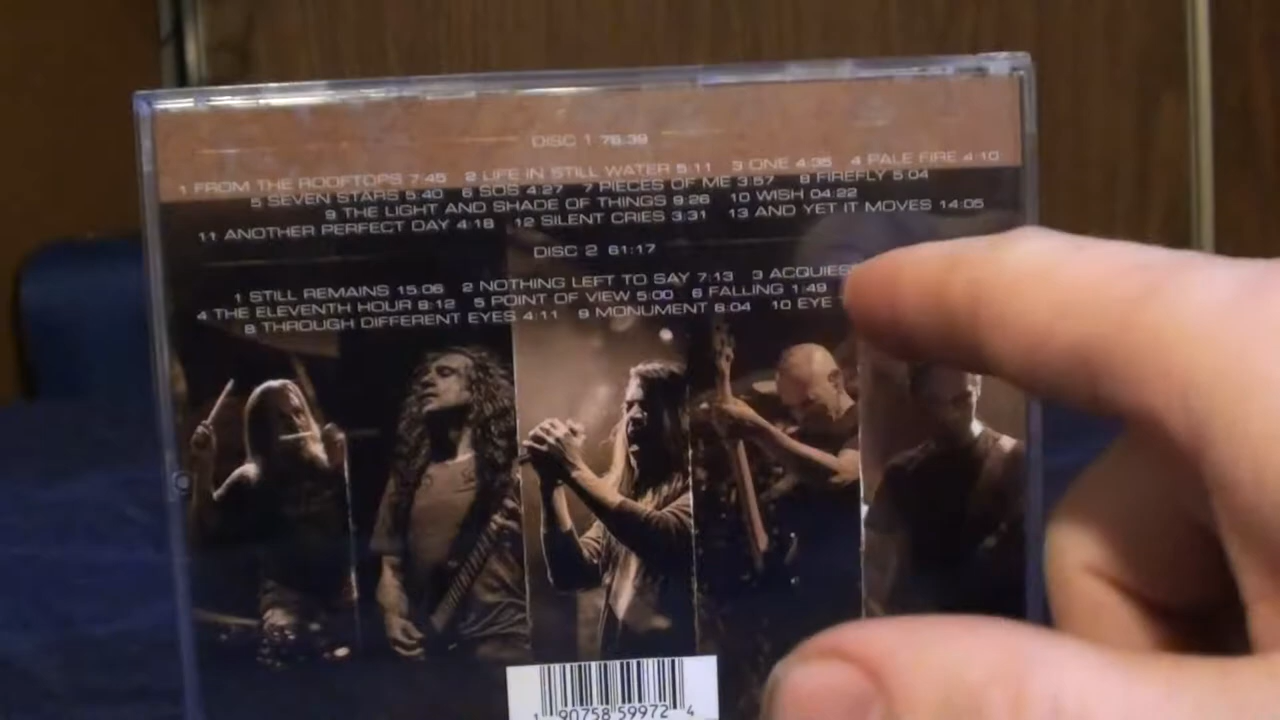 DISC 1 76:39
1 FROM THE ROOFTOPS 7:45 2 LIFE IN STILL WATER 5:11 3 ONE 4:35 4 PALE FIRE 4:10
5 SEVEN STARS 5:40 6 SOS 4:27 7 PIECES OF ME 3:57 8 FIREFLY 5:04
9 THE LIGHT AND SHADE OF THINGS 9:26 10 WISH 04:22
11 ANOTHER PERFECT DAY 4:18 12 SILENT CRIES 3:31 13 AND YET IT MOVES 14:05
DISC 2 61:17
1 STILL REMAINS 15:06 2 NOTHING LEFT TO SAY 7:13 3 ACQUIES
4 THE ELEVENTH HOUR 8:12 5 POINT OF VIEW 5:00 6 FALLING 1:49
8 THROUGH DIFFERENT EYES 4:11 9 MONUMENT 6:04 10 EYE
1 90758 59972 4